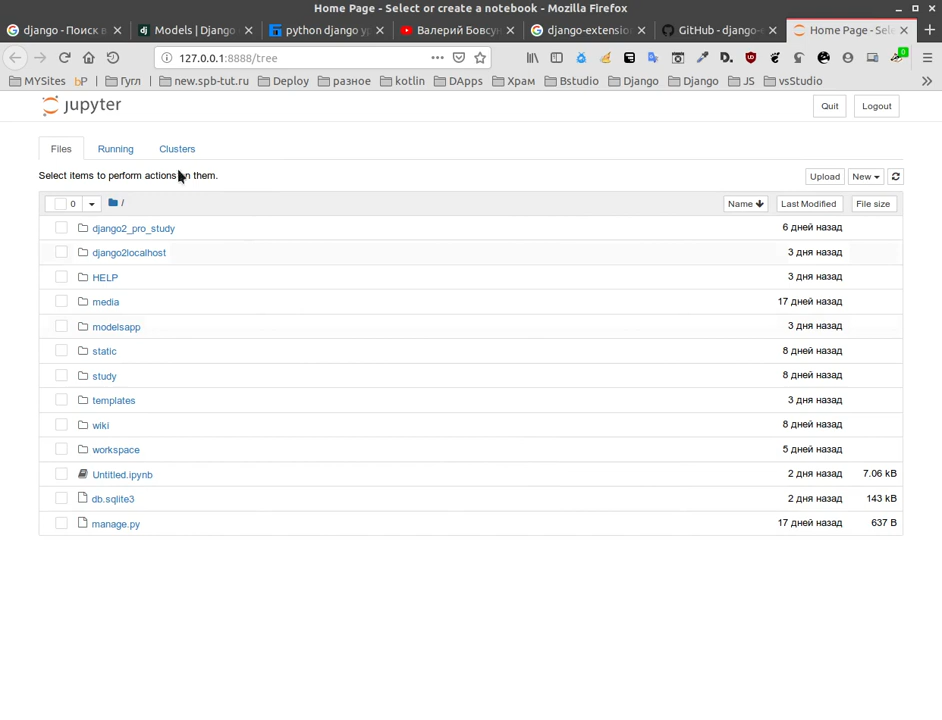 Home Page - Select or create a notebook - Mozilla Firefox
django - Поиск в
Models | Django
python django
Валерий Бовсун
django-extension
GitHub - django-
Home Page - Sele
127.0.0.1:8888/tree
0
MYSites
bP
Гугл
new.spb-tut.ru
Deploy
разное
kotlin
DApps
Храм
Bstudio
Django
Django
JS
vsStudio
jupyter
Quit
Logout
Files
Running
Clusters
Select items to perform actions on them.
Upload
New
0
/
Name
Last Modified
File size
django2_pro_study 6 дней назад
django2localhost 3 дня назад
HELP 3 дня назад
media 17 дней назад
modelsapp 3 дня назад
static 8 дней назад
study 8 дней назад
templates 3 дня назад
wiki 8 дней назад
workspace 5 дней назад
Untitled.ipynb 2 дня назад 7.06 kB
db.sqlite3 2 дня назад 143 kB
manage.py 17 дней назад 637 B